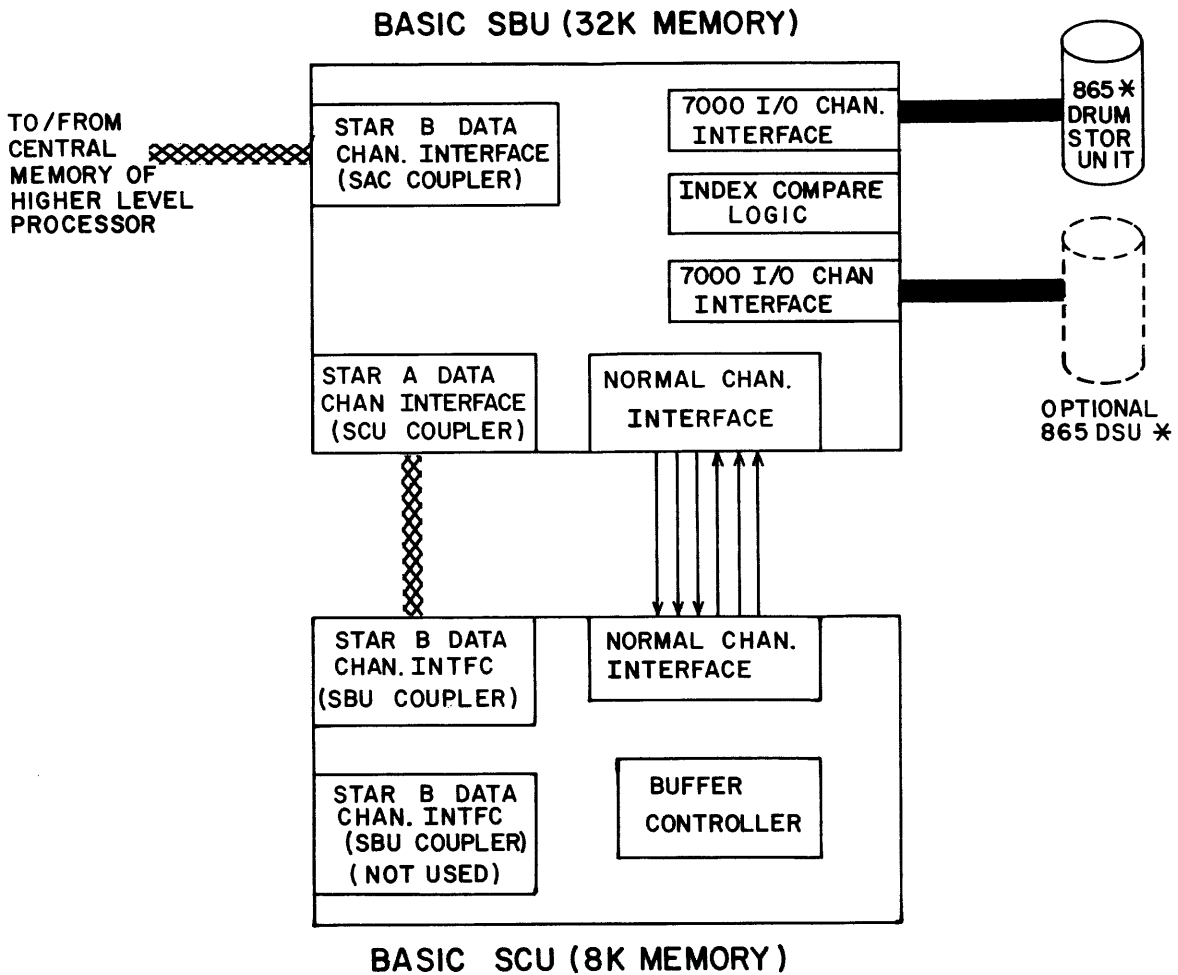 BASIC SBU (32K MEMORY)
TO/FROM
CENTRAL
MEMORY OF
HIGHER LEVEL
PROCESSOR
STAR B DATA
CHAN. INTERFACE
(SAC COUPLER)
7000 I/O CHAN.
INTERFACE
865 *
DRUM
STOR
UNIT
INDEX COMPARE
LOGIC
7000 I/O CHAN
INTERFACE
OPTIONAL
865 DSU *
STAR A DATA
CHAN INTERFACE
(SCU COUPLER)
NORMAL CHAN.
INTERFACE
STAR B DATA
CHAN. INTFC
(SBU COUPLER)
NORMAL CHAN.
INTERFACE
STAR B DATA
CHAN. INTFC
(SBU COUPLER)
(NOT USED)
BUFFER
CONTROLLER
BASIC SCU (8K MEMORY)